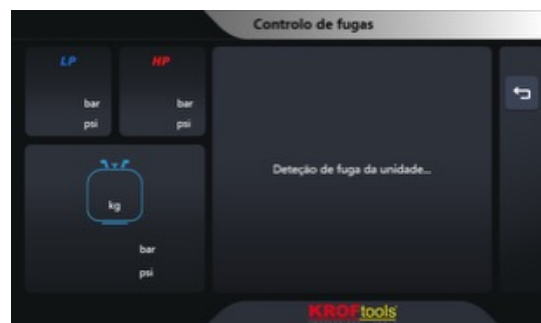 Controlo de fugas
LP
HP
bar
bar
psi
psi
kg
bar
psi
Deteção de fuga da unidade...
KROFtools